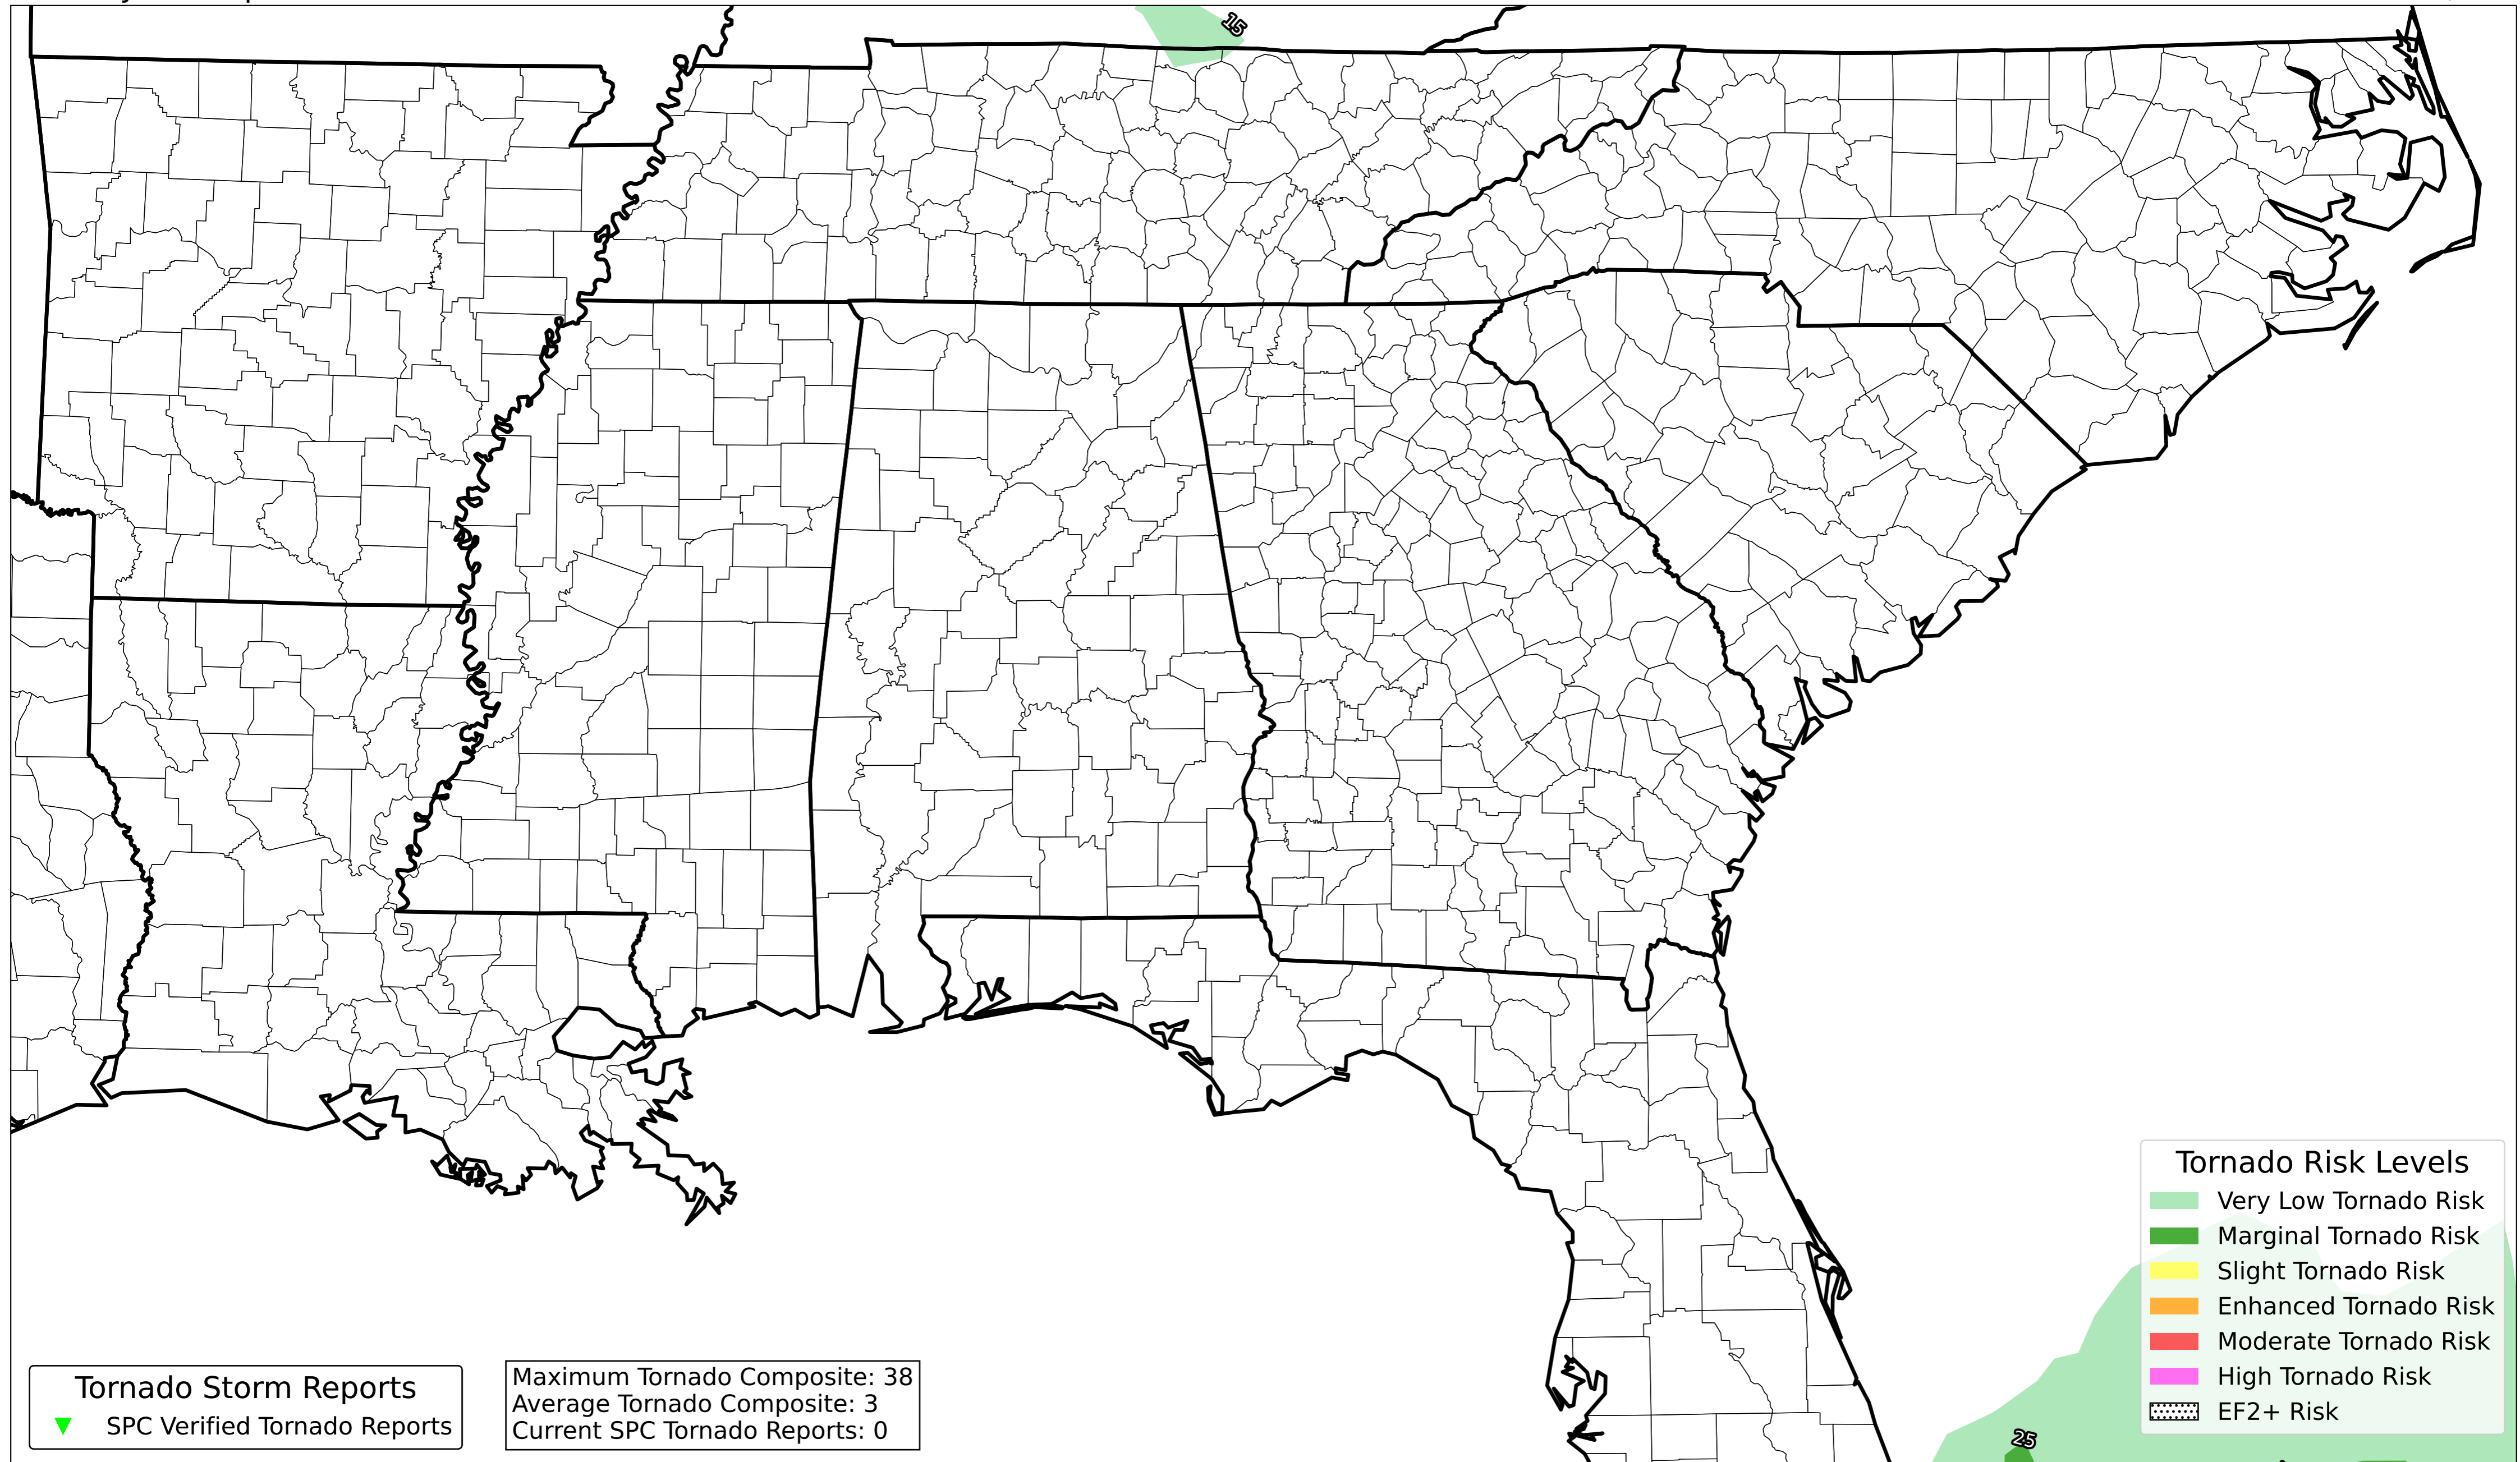 15
Tornado Risk Levels
Very Low Tornado Risk
Marginal Tornado Risk
Slight Tornado Risk
Enhanced Tornado Risk
Moderate Tornado Risk
High Tornado Risk
EF2+ Risk
Tornado Storm Reports
SPC Verified Tornado Reports
Maximum Tornado Composite: 38
Average Tornado Composite: 3
Current SPC Tornado Reports: 0
25